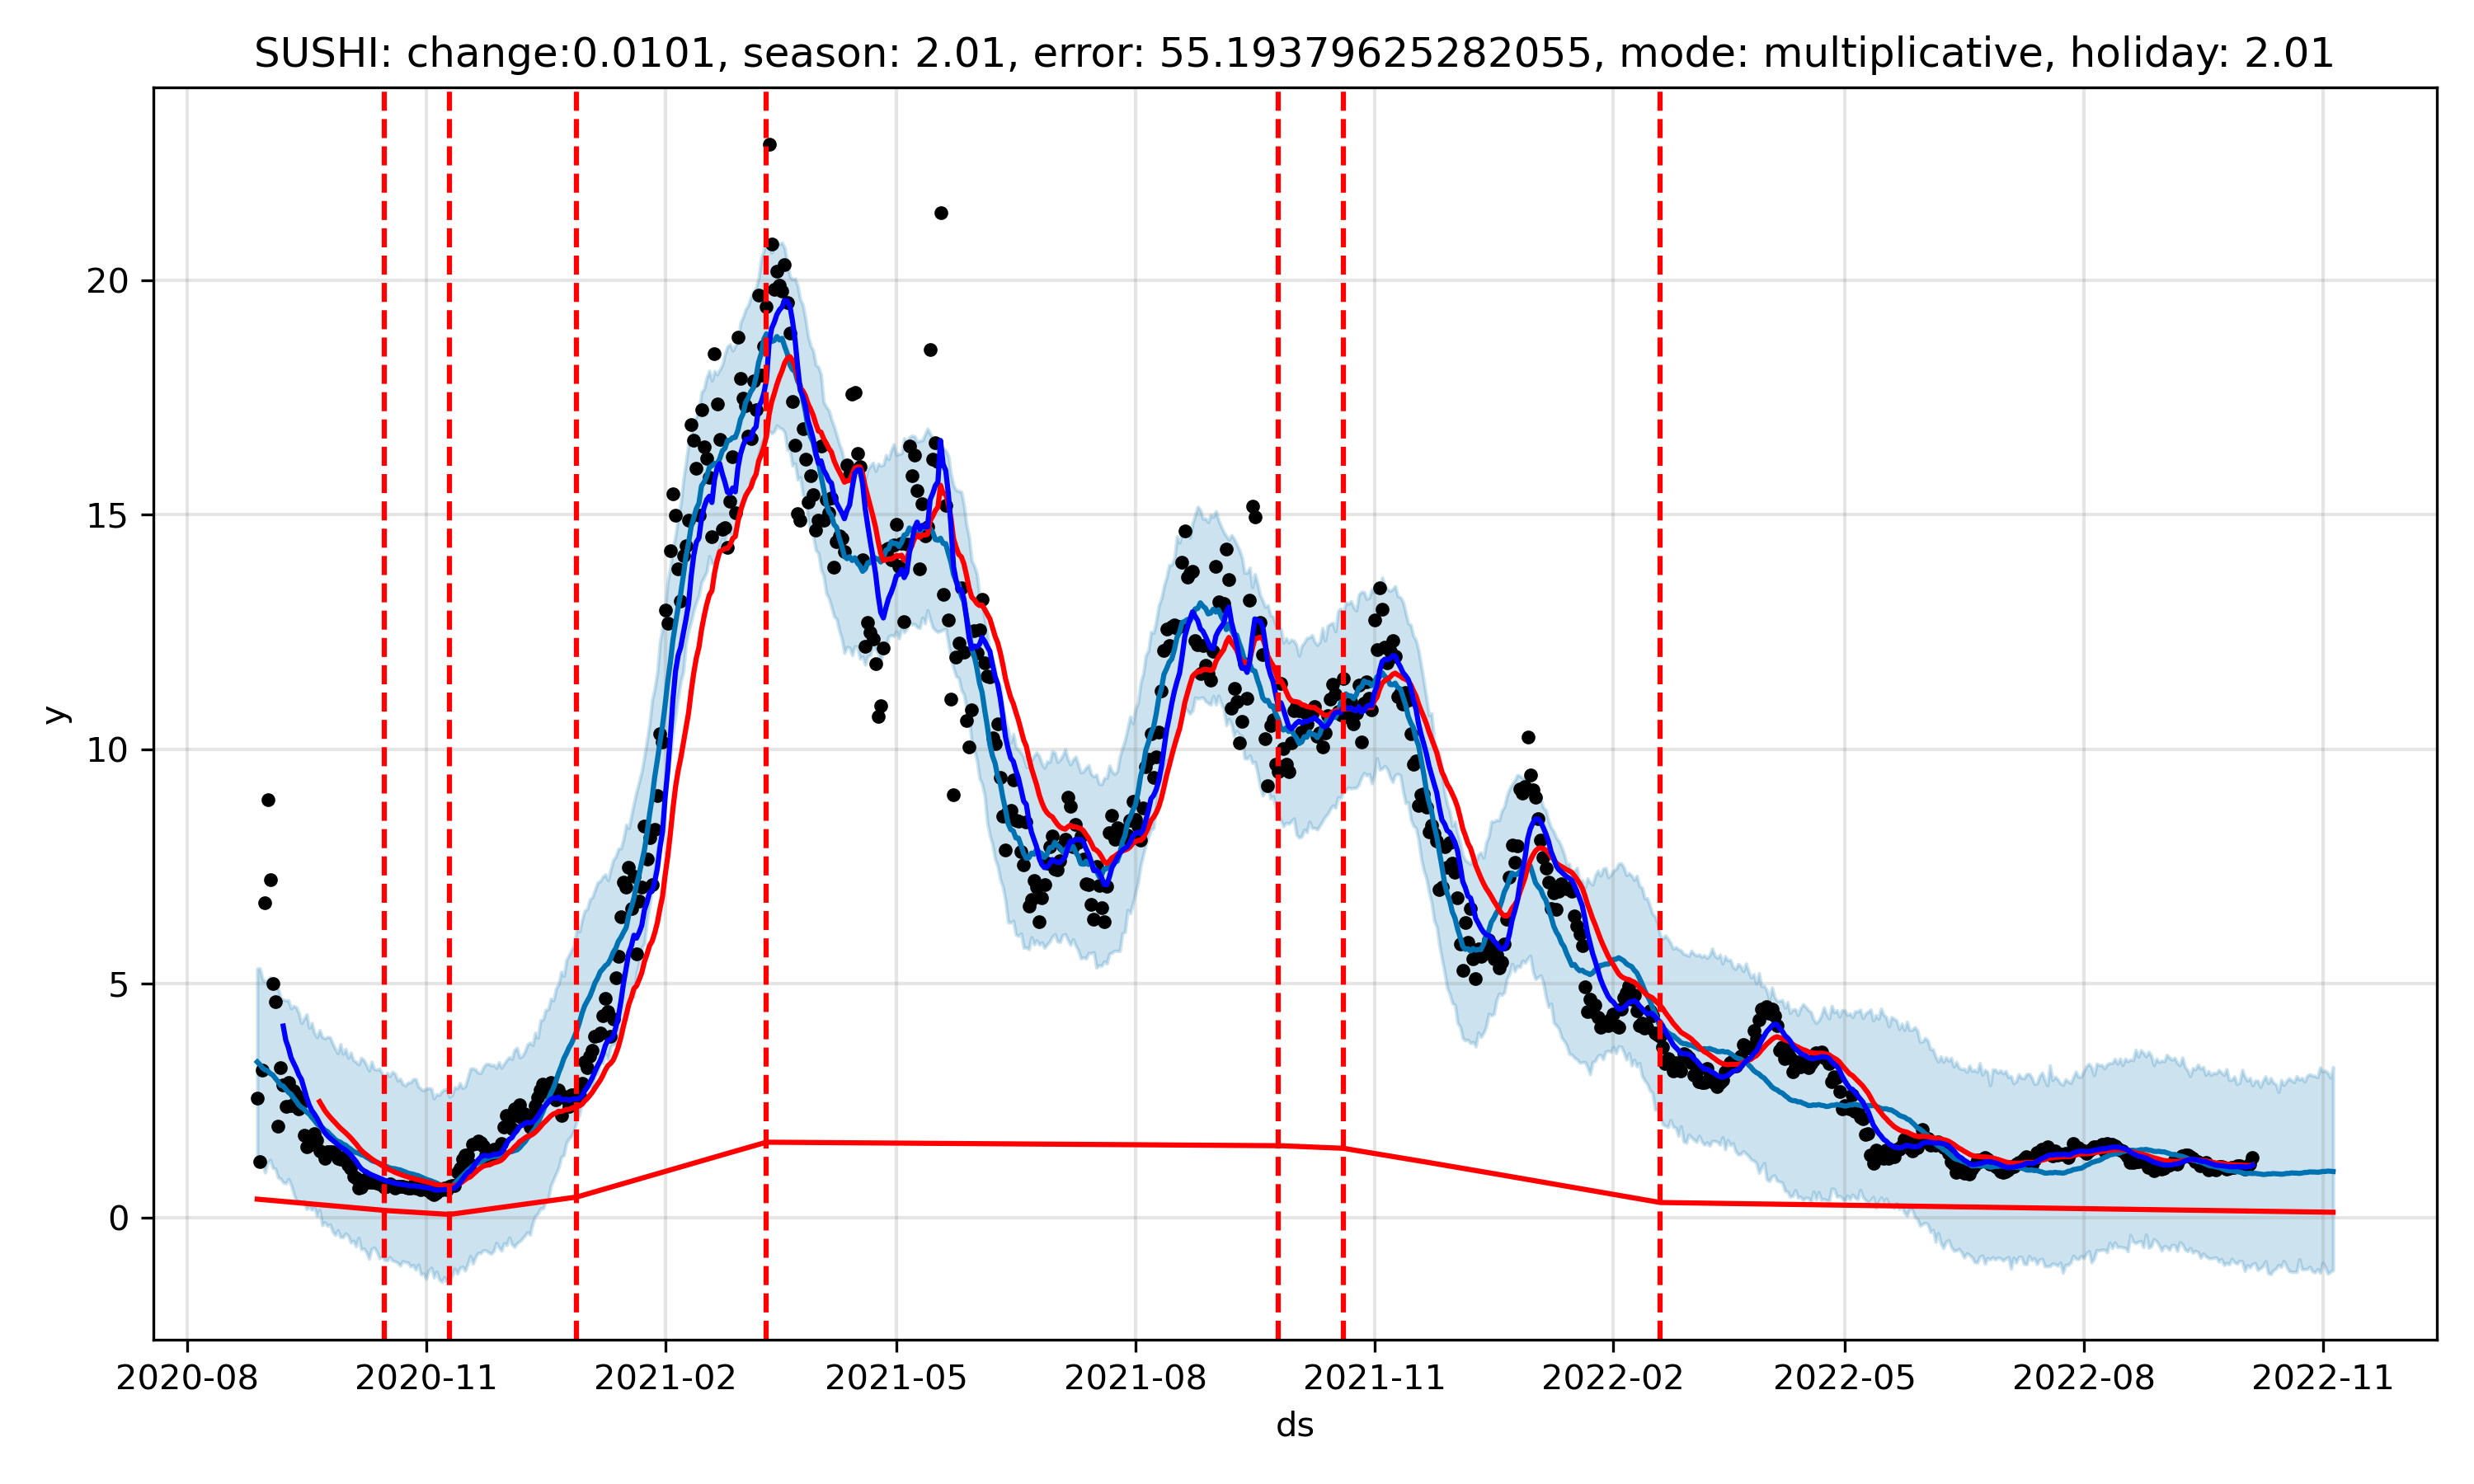 SUSHI: change:0.0101, season: 2.01, error: 55.19379625282055, mode: multiplicative, holiday: 2.01
20
15
10
5
0
y
2020-08 2020-11 2021-02 2021-05 2021-08 2021-11 2022-02 2022-05 2022-08 2022-11
ds